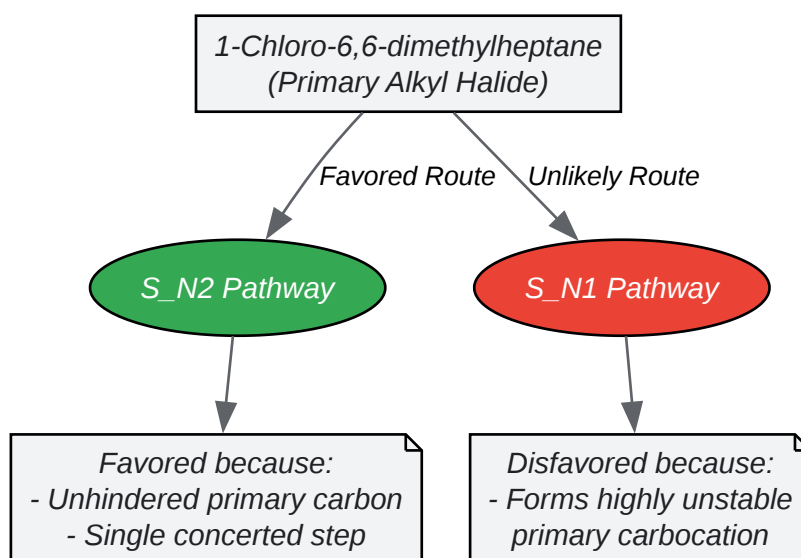 1-Chloro-6,6-dimethylheptane
(Primary Alkyl Halide)
Favored Route
Unlikely Route
S_N2 Pathway
S_N1 Pathway
Favored because:
- Unhindered primary carbon
- Single concerted step
Disfavored because:
- Forms highly unstable
primary carbocation